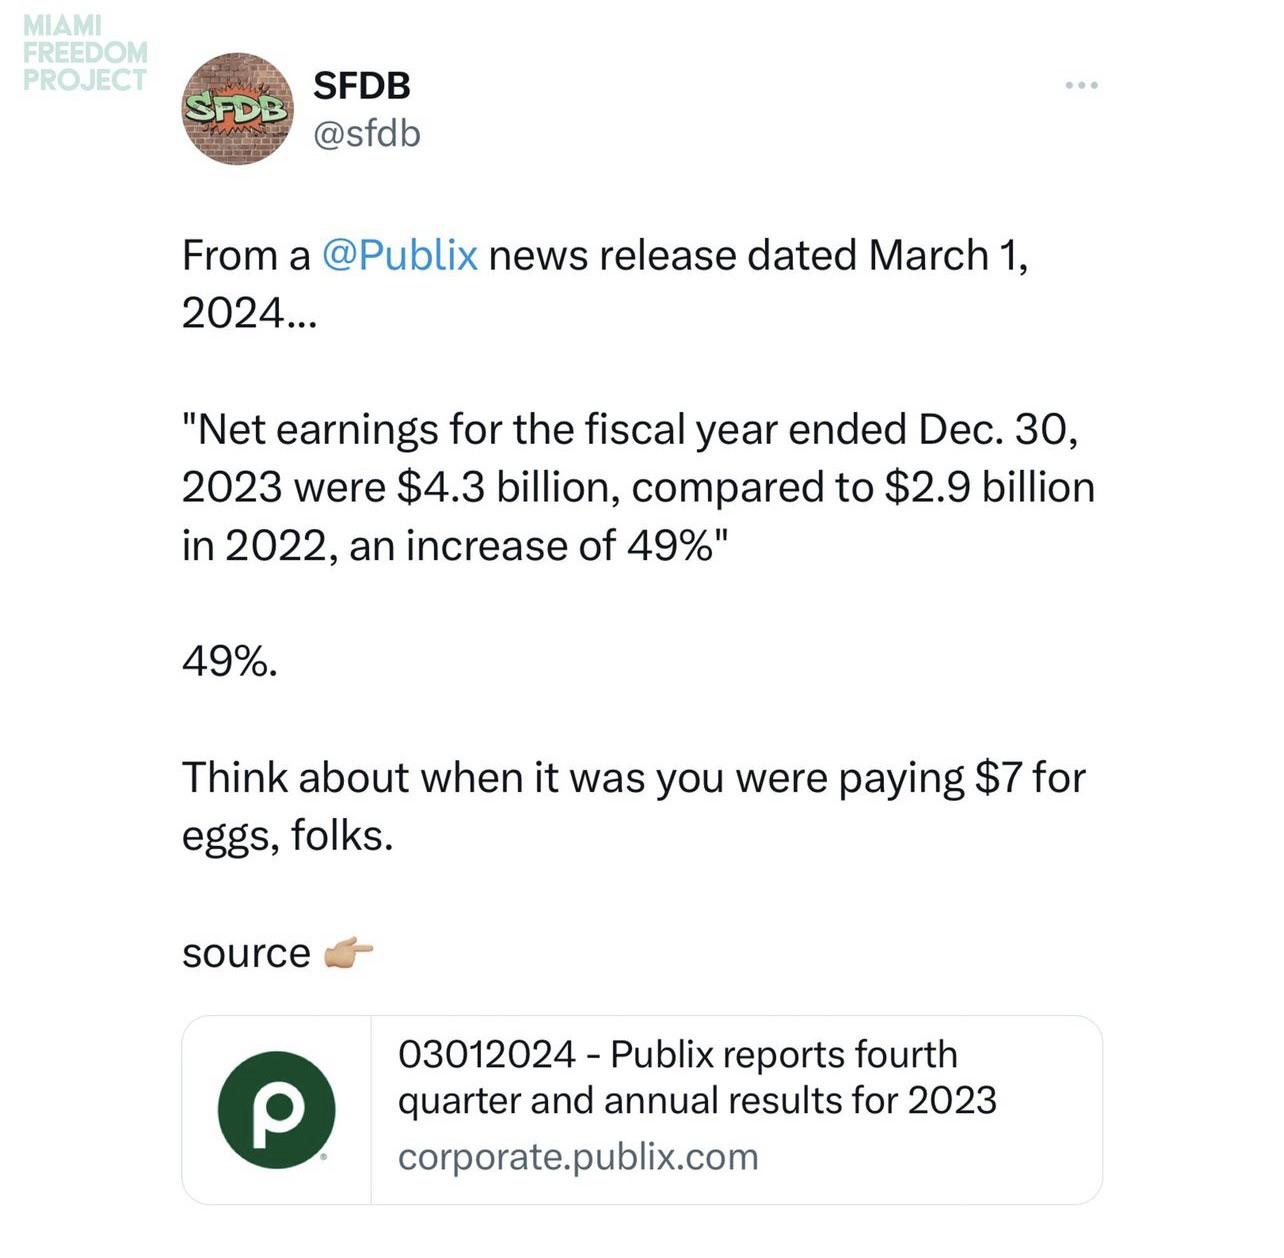 MIAMI
FREEDOM
PROJECT
SFDB
SFDB
@sfdb
From a @Publix news release dated March 1,
2024...
"Net earnings for the fiscal year ended Dec. 30,
2023 were $4.3 billion, compared to $2.9 billion
in 2022, an increase of 49%"
49%.
Think about when it was you were paying $7 for
eggs, folks.
source 👉🏼
P
®
03012024 - Publix reports fourth
quarter and annual results for 2023
corporate.publix.com